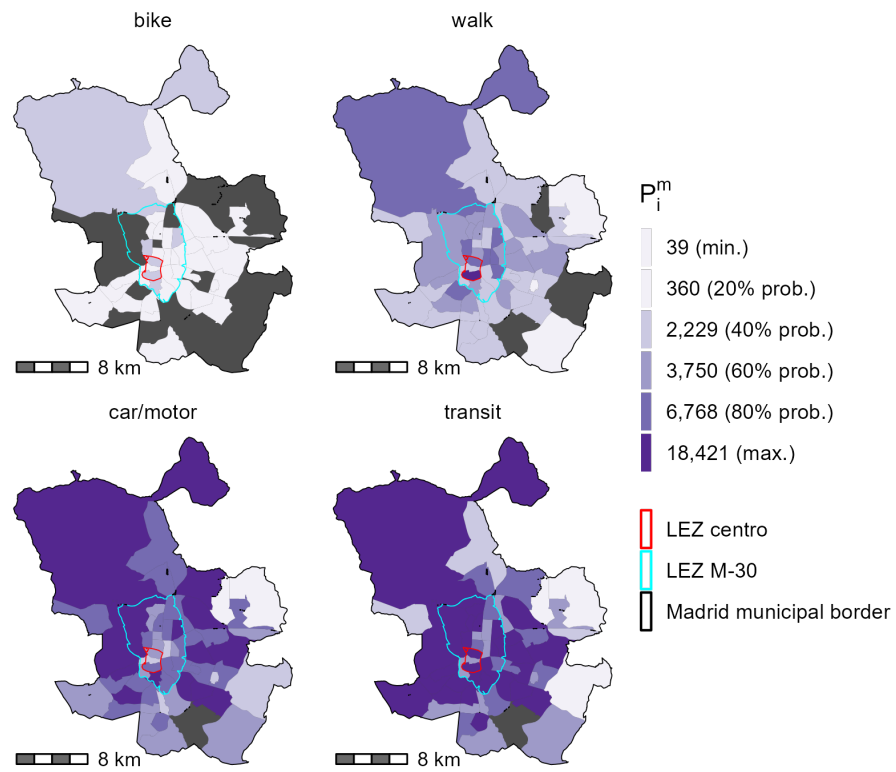 bike
walk
8 km
8 km
car/motor
transit
8 km
8 km
P_i^m
39 (min.)
360 (20% prob.)
2,229 (40% prob.)
3,750 (60% prob.)
6,768 (80% prob.)
18,421 (max.)
LEZ centro
LEZ M-30
Madrid municipal border